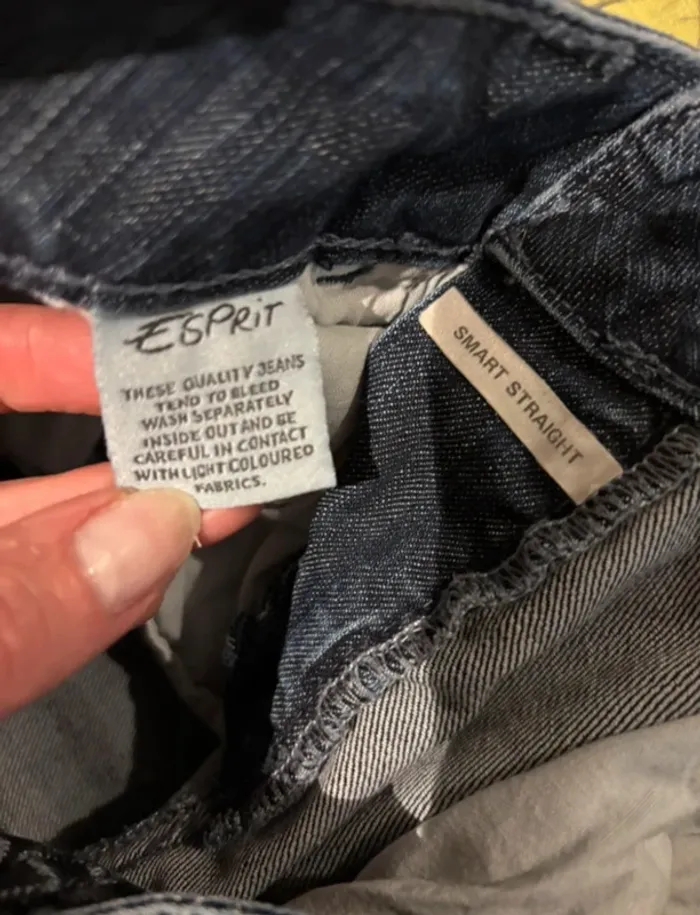 ESPRIT
THESE QUALITY JEANS
TEND TO BLEED
WASH SEPARATELY
INSIDE OUT AND BE
CAREFUL IN CONTACT
WITH LIGHT COLOURED
FABRICS.
SMART STRAIGHT